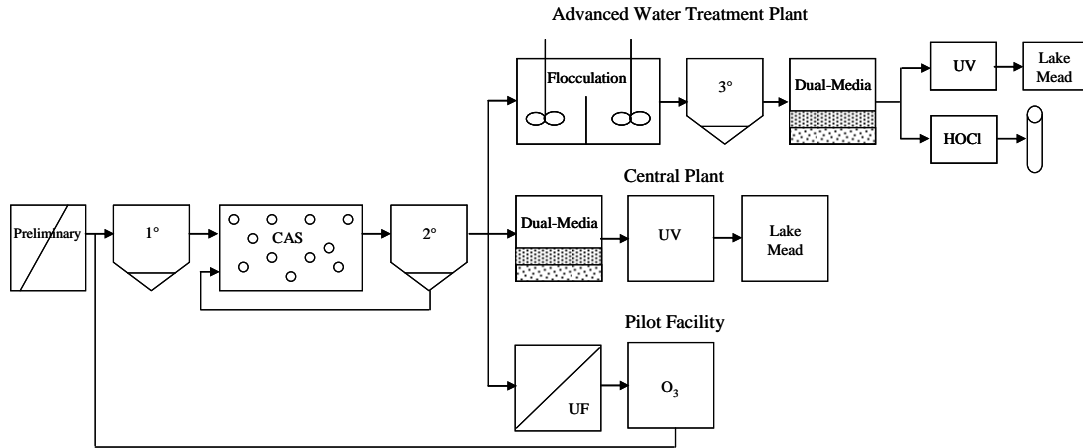 Advanced Water Treatment Plant
Flocculation
3°
Dual-Media
UV
Lake
Mead
HOCl
Central Plant
Preliminary
1°
CAS
2°
Dual-Media
UV
Lake
Mead
Pilot Facility
UF
O₃